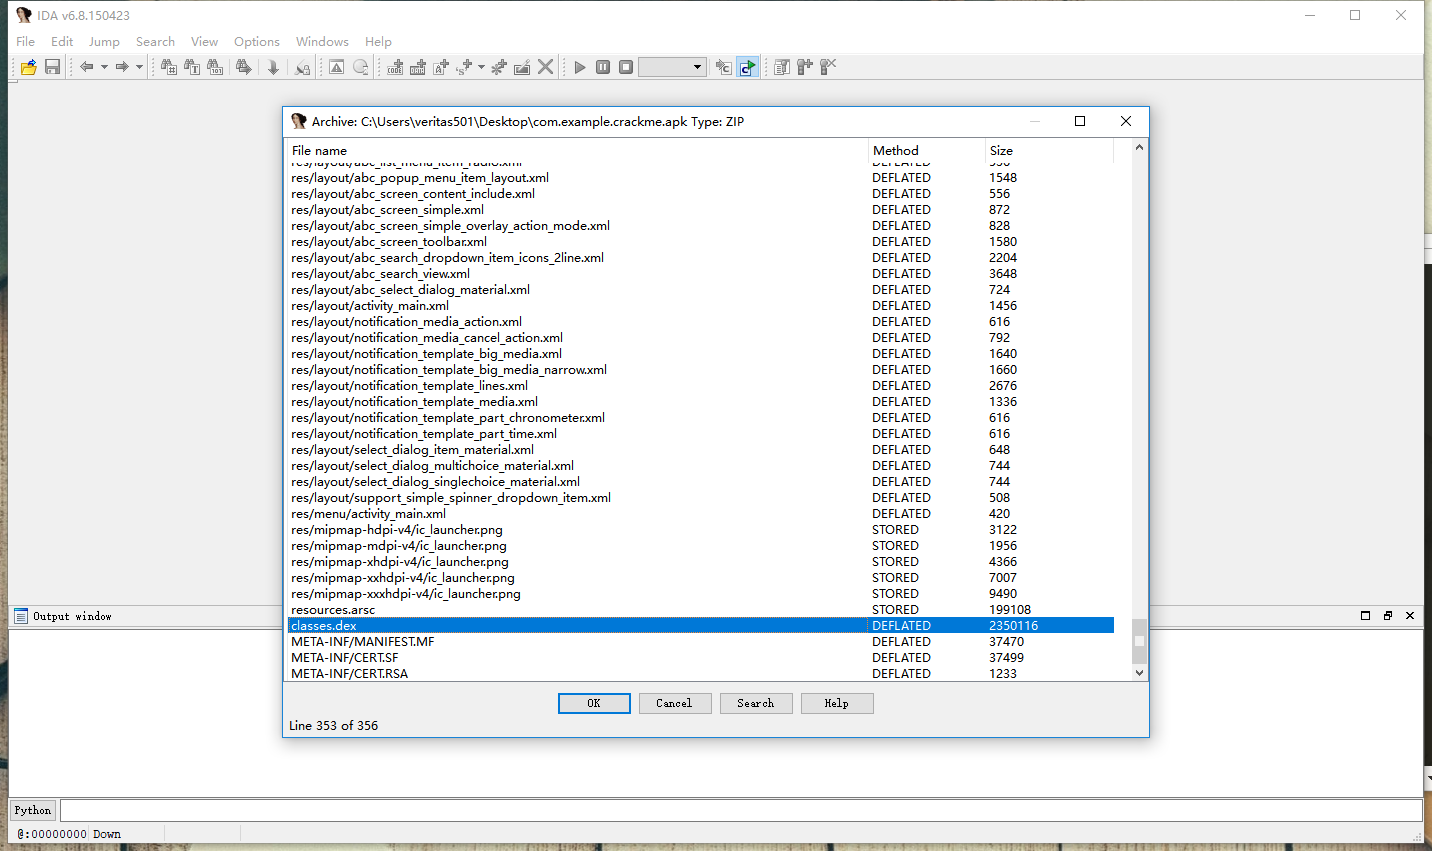 IDA v6.8.150423
File Edit Jump Search View Options Windows Help
Archive: C:\Users\veritas501\Desktop\com.example.crackme.apk Type: ZIP
File name Method Size
res/layout/abc_list_menu_item_radio.xml DEFLATED 556
res/layout/abc_popup_menu_item_layout.xml DEFLATED 1548
res/layout/abc_screen_content_include.xml DEFLATED 556
res/layout/abc_screen_simple.xml DEFLATED 872
res/layout/abc_screen_simple_overlay_action_mode.xml DEFLATED 828
res/layout/abc_screen_toolbar.xml DEFLATED 1580
res/layout/abc_search_dropdown_item_icons_2line.xml DEFLATED 2204
res/layout/abc_search_view.xml DEFLATED 3648
res/layout/abc_select_dialog_material.xml DEFLATED 724
res/layout/activity_main.xml DEFLATED 1456
res/layout/notification_media_action.xml DEFLATED 616
res/layout/notification_media_cancel_action.xml DEFLATED 792
res/layout/notification_template_big_media.xml DEFLATED 1640
res/layout/notification_template_big_media_narrow.xml DEFLATED 1660
res/layout/notification_template_lines.xml DEFLATED 2676
res/layout/notification_template_media.xml DEFLATED 1336
res/layout/notification_template_part_chronometer.xml DEFLATED 616
res/layout/notification_template_part_time.xml DEFLATED 616
res/layout/select_dialog_item_material.xml DEFLATED 648
res/layout/select_dialog_multichoice_material.xml DEFLATED 744
res/layout/select_dialog_singlechoice_material.xml DEFLATED 744
res/layout/support_simple_spinner_dropdown_item.xml DEFLATED 508
res/menu/activity_main.xml DEFLATED 420
res/mipmap-hdpi-v4/ic_launcher.png STORED 3122
res/mipmap-mdpi-v4/ic_launcher.png STORED 1956
res/mipmap-xhdpi-v4/ic_launcher.png STORED 4366
res/mipmap-xxhdpi-v4/ic_launcher.png STORED 7007
res/mipmap-xxxhdpi-v4/ic_launcher.png STORED 9490
resources.arsc STORED 199108
classes.dex DEFLATED 2350116
META-INF/MANIFEST.MF DEFLATED 37470
META-INF/CERT.SF DEFLATED 37499
META-INF/CERT.RSA DEFLATED 1233
OK Cancel Search Help
Line 353 of 356
Output window
Python
@:00000000 Down